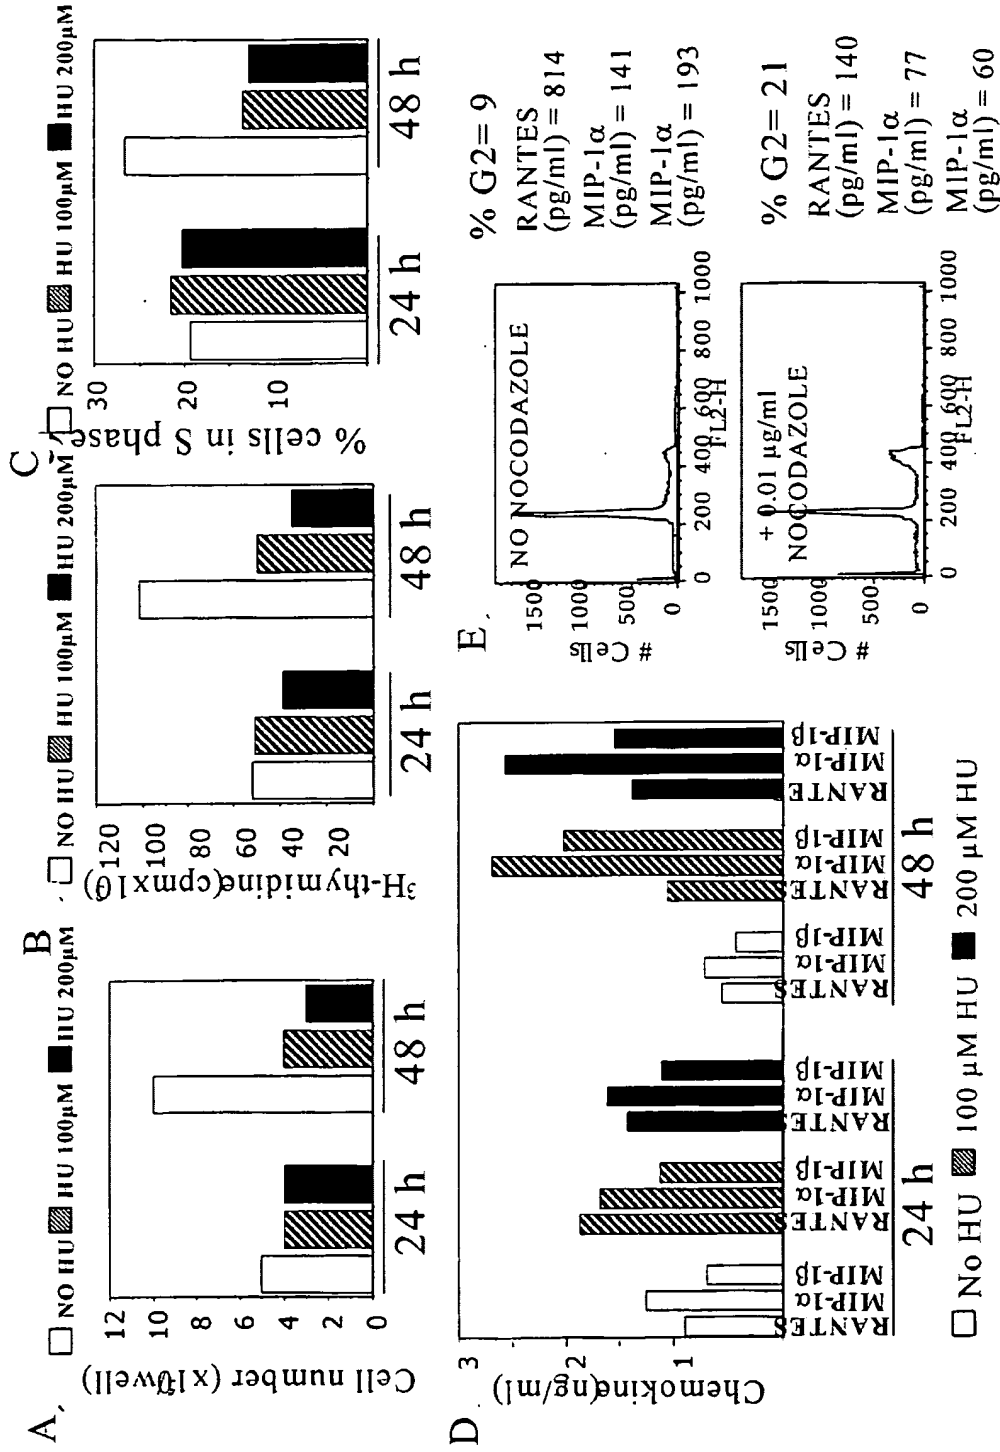 A,
NO HU HU 100µM HU 200µM
Cell number (x10 /well)
12
10
8
6
4
2
0
24 h
48 h
B
NO HU HU 100µM HU 200µM
³H-thymidine(cpmx10 )
120
100
80
60
40
20
24 h
48 h
C
NO HU HU 100µM HU 200µM
% cells in S phase
30
20
10
24 h
48 h
D
Chemokine(ng/ml)
3
2
1
RANTES
MIP-1α
MIP-1β
RANTES
MIP-1α
MIP-1β
RANTES
MIP-1α
MIP-1β
RANTES
MIP-1α
MIP-1β
RANTES
MIP-1α
MIP-1β
RANTE
MIP-1α
MIP-1β
24 h
48 h
No HU 100 µM HU 200 µM HU
E,
# Cells
1500
1000
500
0
NO NOCODAZOLE
0 200 400 600 800 1000
FL2-H
% G2= 9
RANTES
(pg/ml) = 814
MIP-1α
(pg/ml) = 141
MIP-1α
(pg/ml) = 193
# Cells
1500
1000
500
0
+ 0.01 µg/ml
NOCODAZOLE
0 200 400 600 800 1000
FL2-H
% G2= 21
RANTES
(pg/ml) = 140
MIP-1α
(pg/ml) = 77
MIP-1α
(pg/ml) = 60